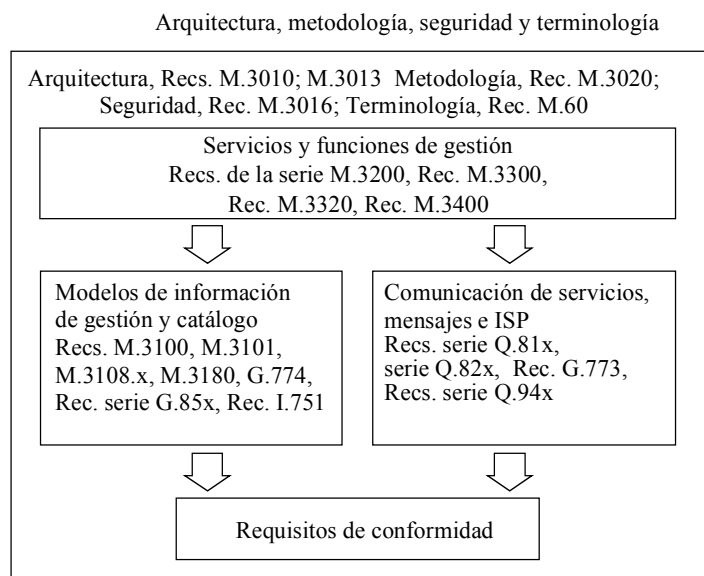 Arquitectura, metodología, seguridad y terminología
Arquitectura, Recs. M.3010; M.3013 Metodología, Rec. M.3020;
Seguridad, Rec. M.3016; Terminología, Rec. M.60
Servicios y funciones de gestión
Recs. de la serie M.3200, Rec. M.3300,
Rec. M.3320, Rec. M.3400
Modelos de información
de gestión y catálogo
Recs. M.3100, M.3101,
M.3108.x, M.3180, G.774,
Rec. serie G.85x, Rec. I.751
Comunicación de servicios,
mensajes e ISP
Recs. serie Q.81x,
serie Q.82x, Rec. G.773,
Recs. serie Q.94x
Requisitos de conformidad